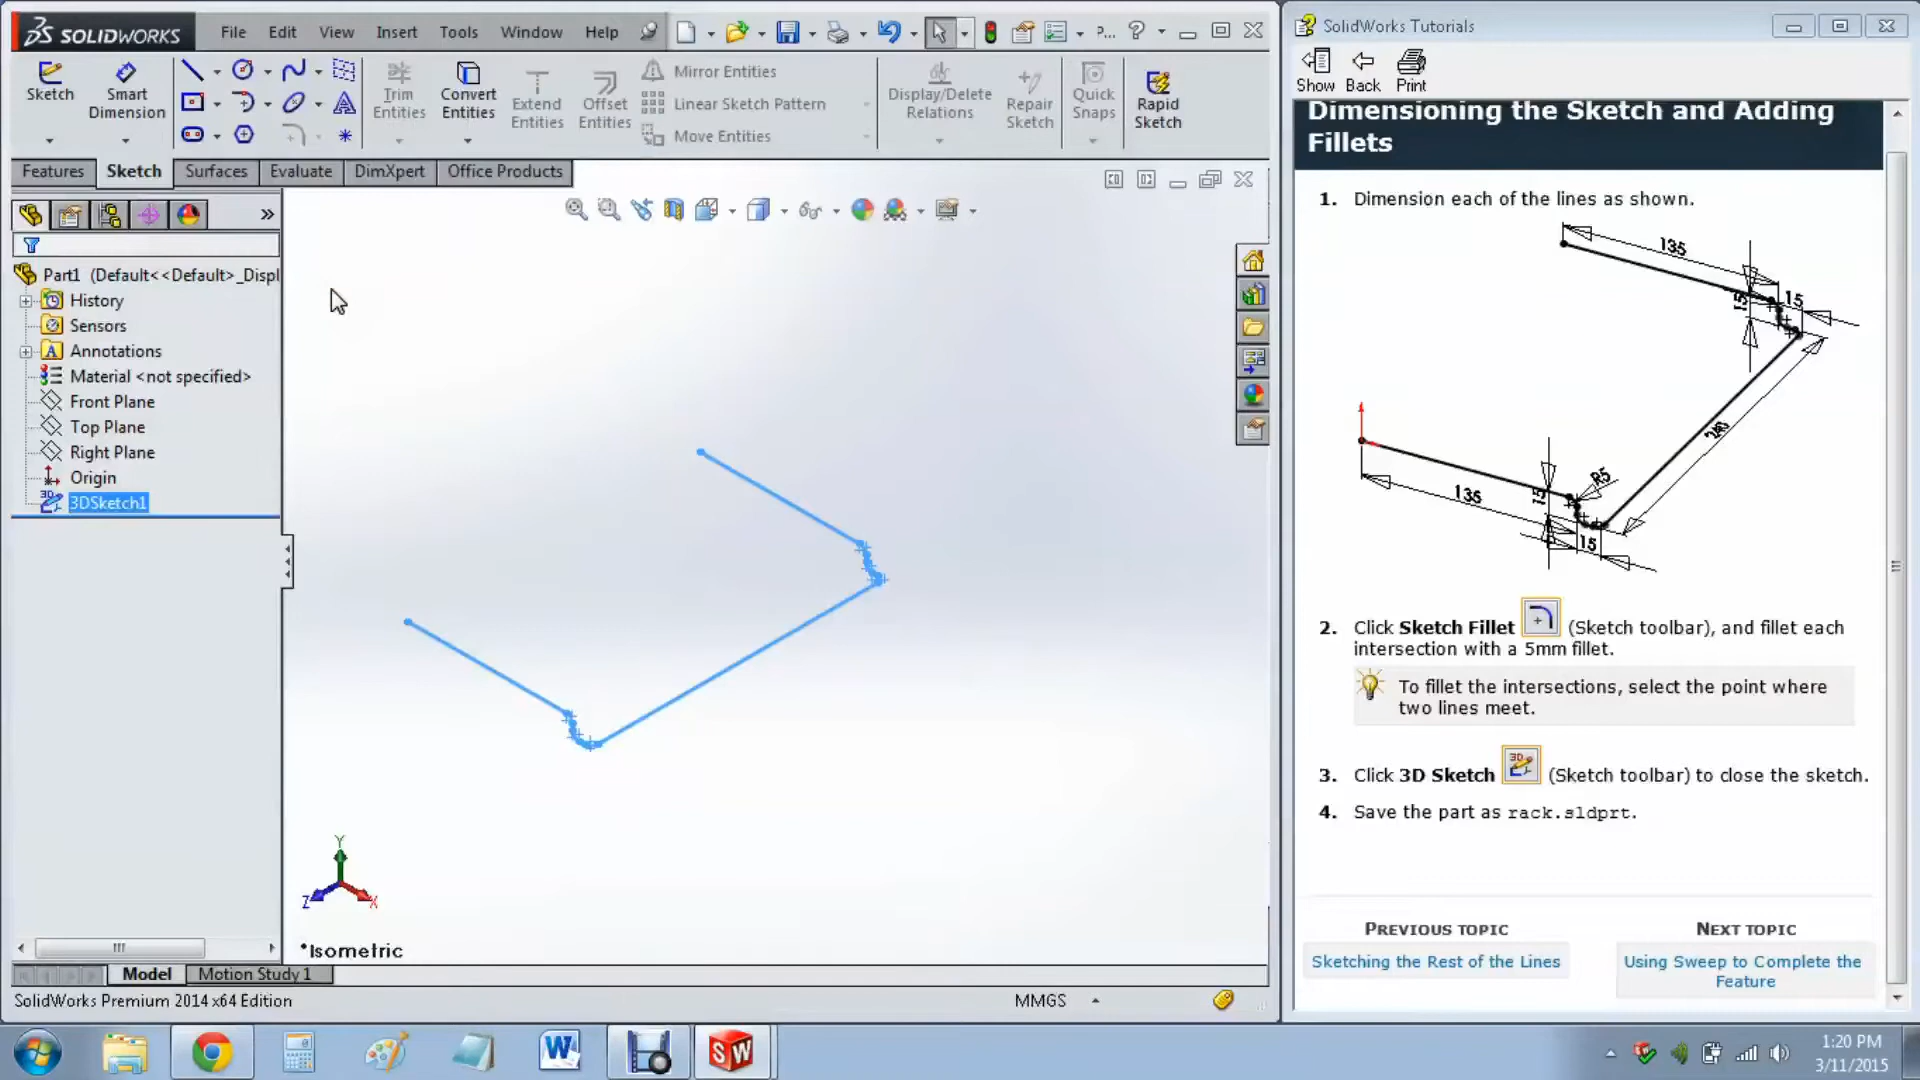 SOLIDWORKS
File Edit View Insert Tools Window Help
P...
Sketch
Smart Dimension
Trim Entities
Convert Entities
Extend Entities
Offset Entities
Mirror Entities
Linear Sketch Pattern
Move Entities
Display/Delete Relations
Repair Sketch
Quick Snaps
Rapid Sketch
Features Sketch Surfaces Evaluate DimXpert Office Products
Part1 (Default<<Default>_Displ
History
Sensors
Annotations
Material <not specified>
Front Plane
Top Plane
Right Plane
Origin
3DSketch1
Y
Z
X
*Isometric
Model Motion Study 1
SolidWorks Premium 2014 x64 Edition
MMGS
SolidWorks Tutorials
Show Back Print
Dimensioning the Sketch and Adding
Fillets
1. Dimension each of the lines as shown.
135
15
15
240
R5
135
15
15
2. Click Sketch Fillet (Sketch toolbar), and fillet each
intersection with a 5mm fillet.
To fillet the intersections, select the point where
two lines meet.
3. Click 3D Sketch (Sketch toolbar) to close the sketch.
4. Save the part as rack.sldprt.
PREVIOUS TOPIC
Sketching the Rest of the Lines
NEXT TOPIC
Using Sweep to Complete the
Feature
1:20 PM
3/11/2015